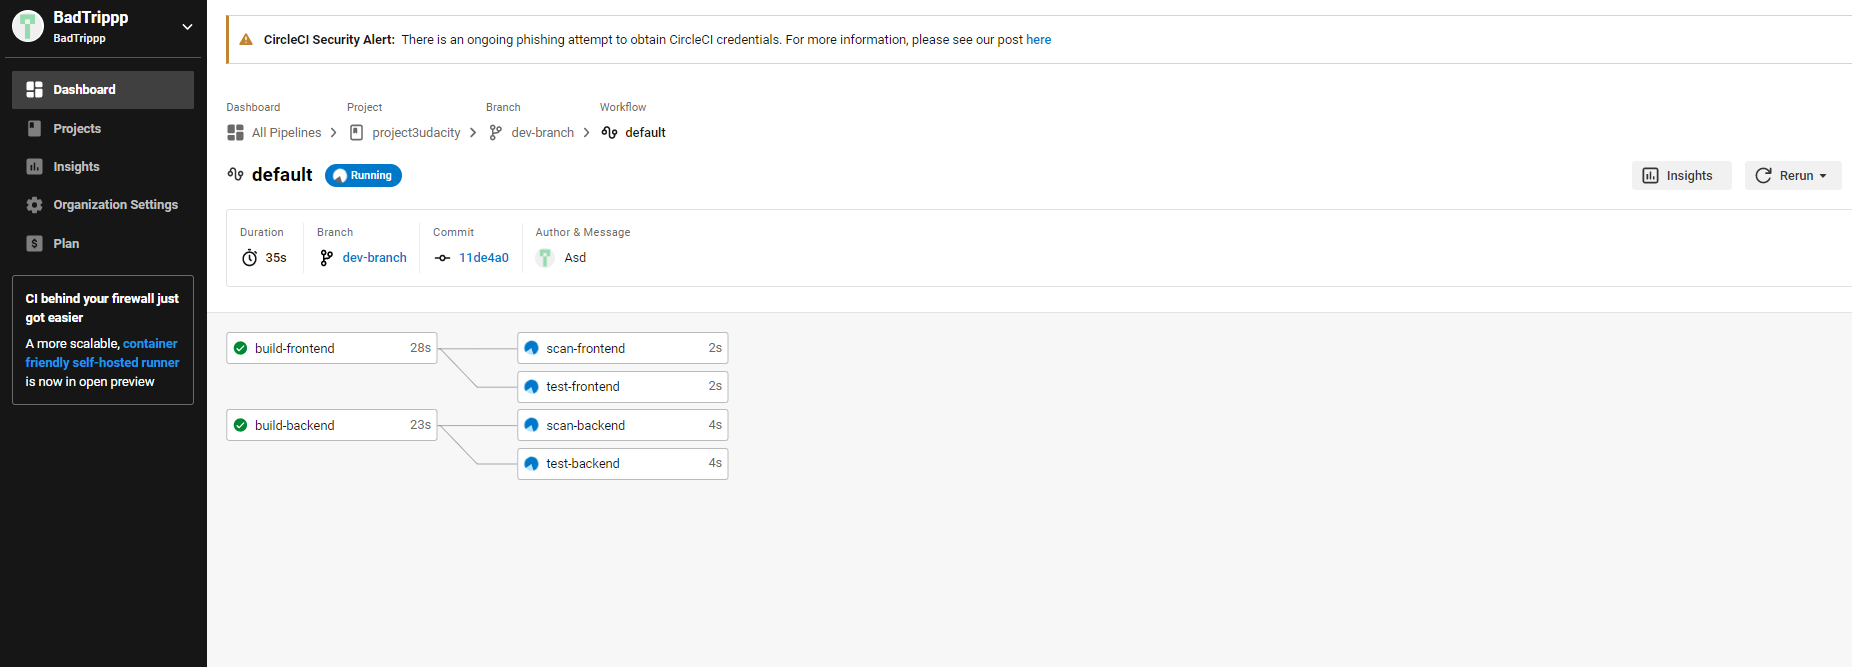 BadTrippp
BadTrippp
Dashboard
Projects
Insights
Organization Settings
Plan
CI behind your firewall just
got easier
A more scalable, container
friendly self-hosted runner
is now in open preview
CircleCI Security Alert: There is an ongoing phishing attempt to obtain CircleCI credentials. For more information, please see our post here
Dashboard Project Branch Workflow
All Pipelines project3udacity dev-branch default
default Running
Insights Rerun
Duration Branch Commit Author & Message
35s dev-branch 11de4a0 Asd
build-frontend 28s scan-frontend 2s
test-frontend 2s
build-backend 23s scan-backend 4s
test-backend 4s